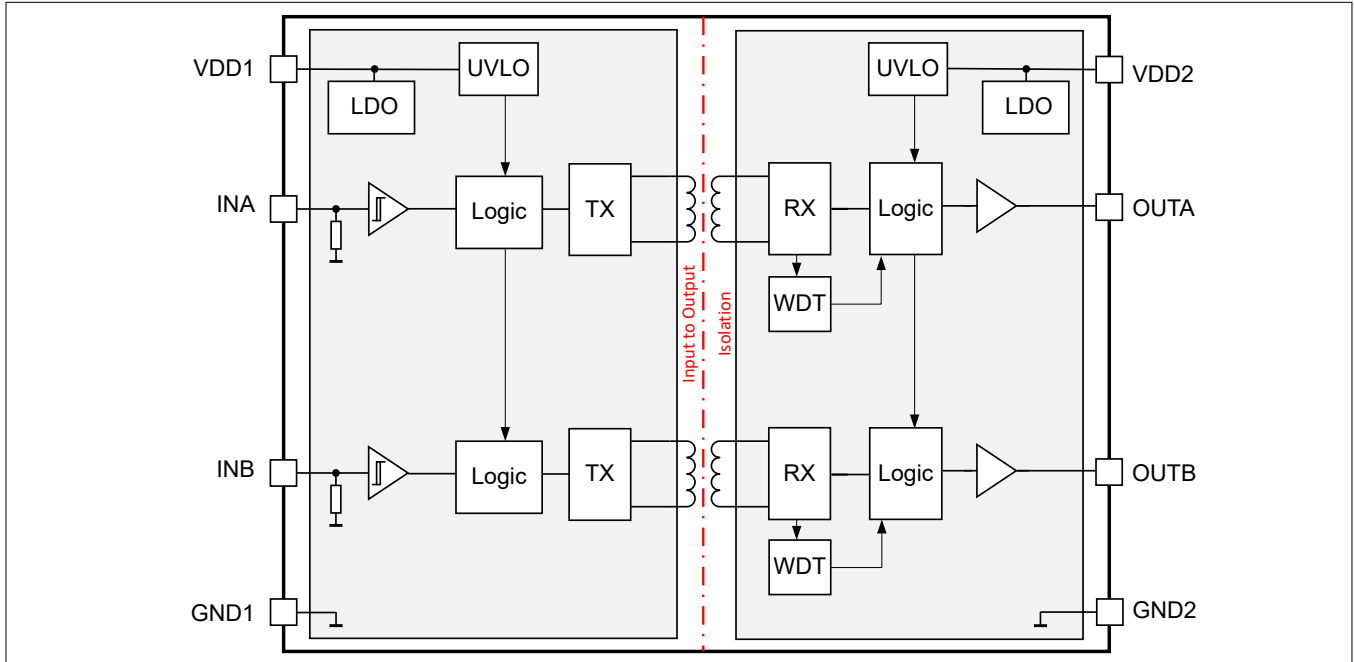 VDD1
UVLO
UVLO
VDD2
LDO
LDO
INA
Logic
TX
RX
Logic
OUTA
WDT
Input to Output
Isolation
INB
Logic
TX
RX
Logic
OUTB
WDT
GND1
GND2